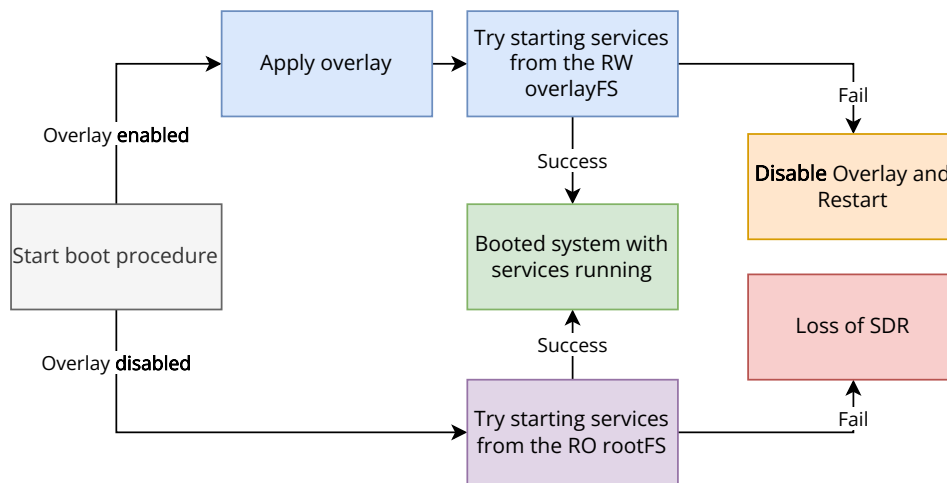 Apply overlay
Try starting services
from the RW
overlayFS
Fail
Overlay enabled
Success
Disable Overlay and
Restart
Start boot procedure
Booted system with
services running
Loss of SDR
Overlay disabled
Success
Try starting services
from the RO rootFS
Fail